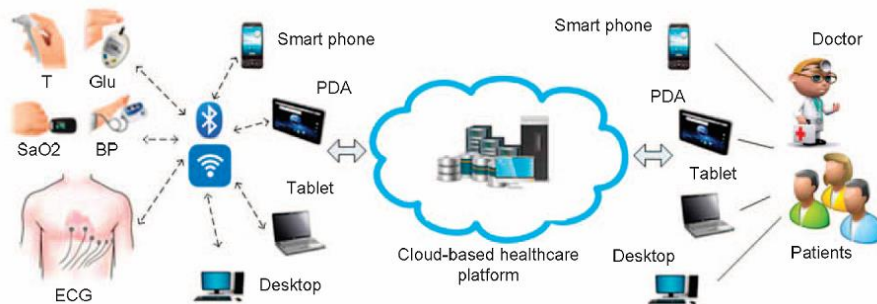 Smart phone
T Glu
PDA
SaO2 BP
Tablet
Desktop
ECG
Cloud-based healthcare
platform
Smart phone
Doctor
PDA
Tablet
Desktop
Patients